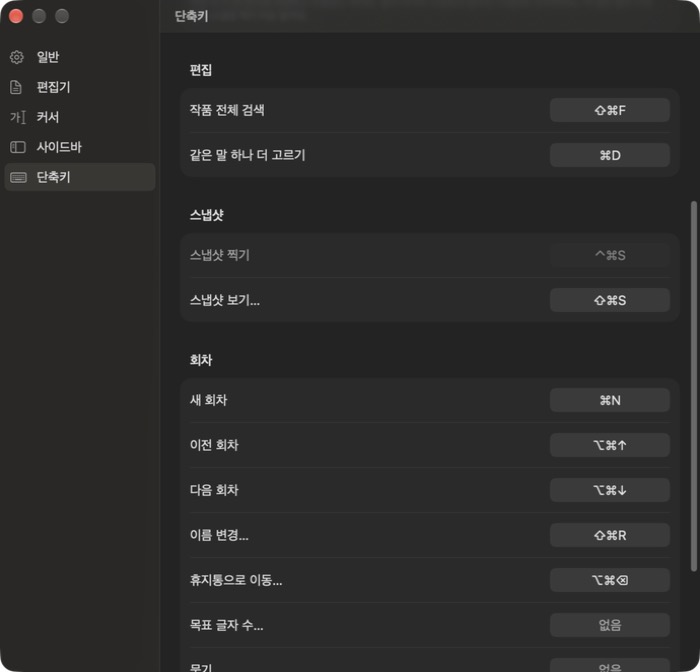 단축키
일반
편집기
가 커서
사이드바
단축키
편집
작품 전체 검색 ⇧⌘F
같은 말 하나 더 고르기 ⌘D
스냅샷
스냅샷 찍기 ^⌘S
스냅샷 보기... ⇧⌘S
회차
새 회차 ⌘N
이전 회차 ⌥⌘↑
다음 회차 ⌥⌘↓
이름 변경... ⇧⌘R
휴지통으로 이동... ⌥⌘⌫
목표 글자 수... 없음
묶기 없음